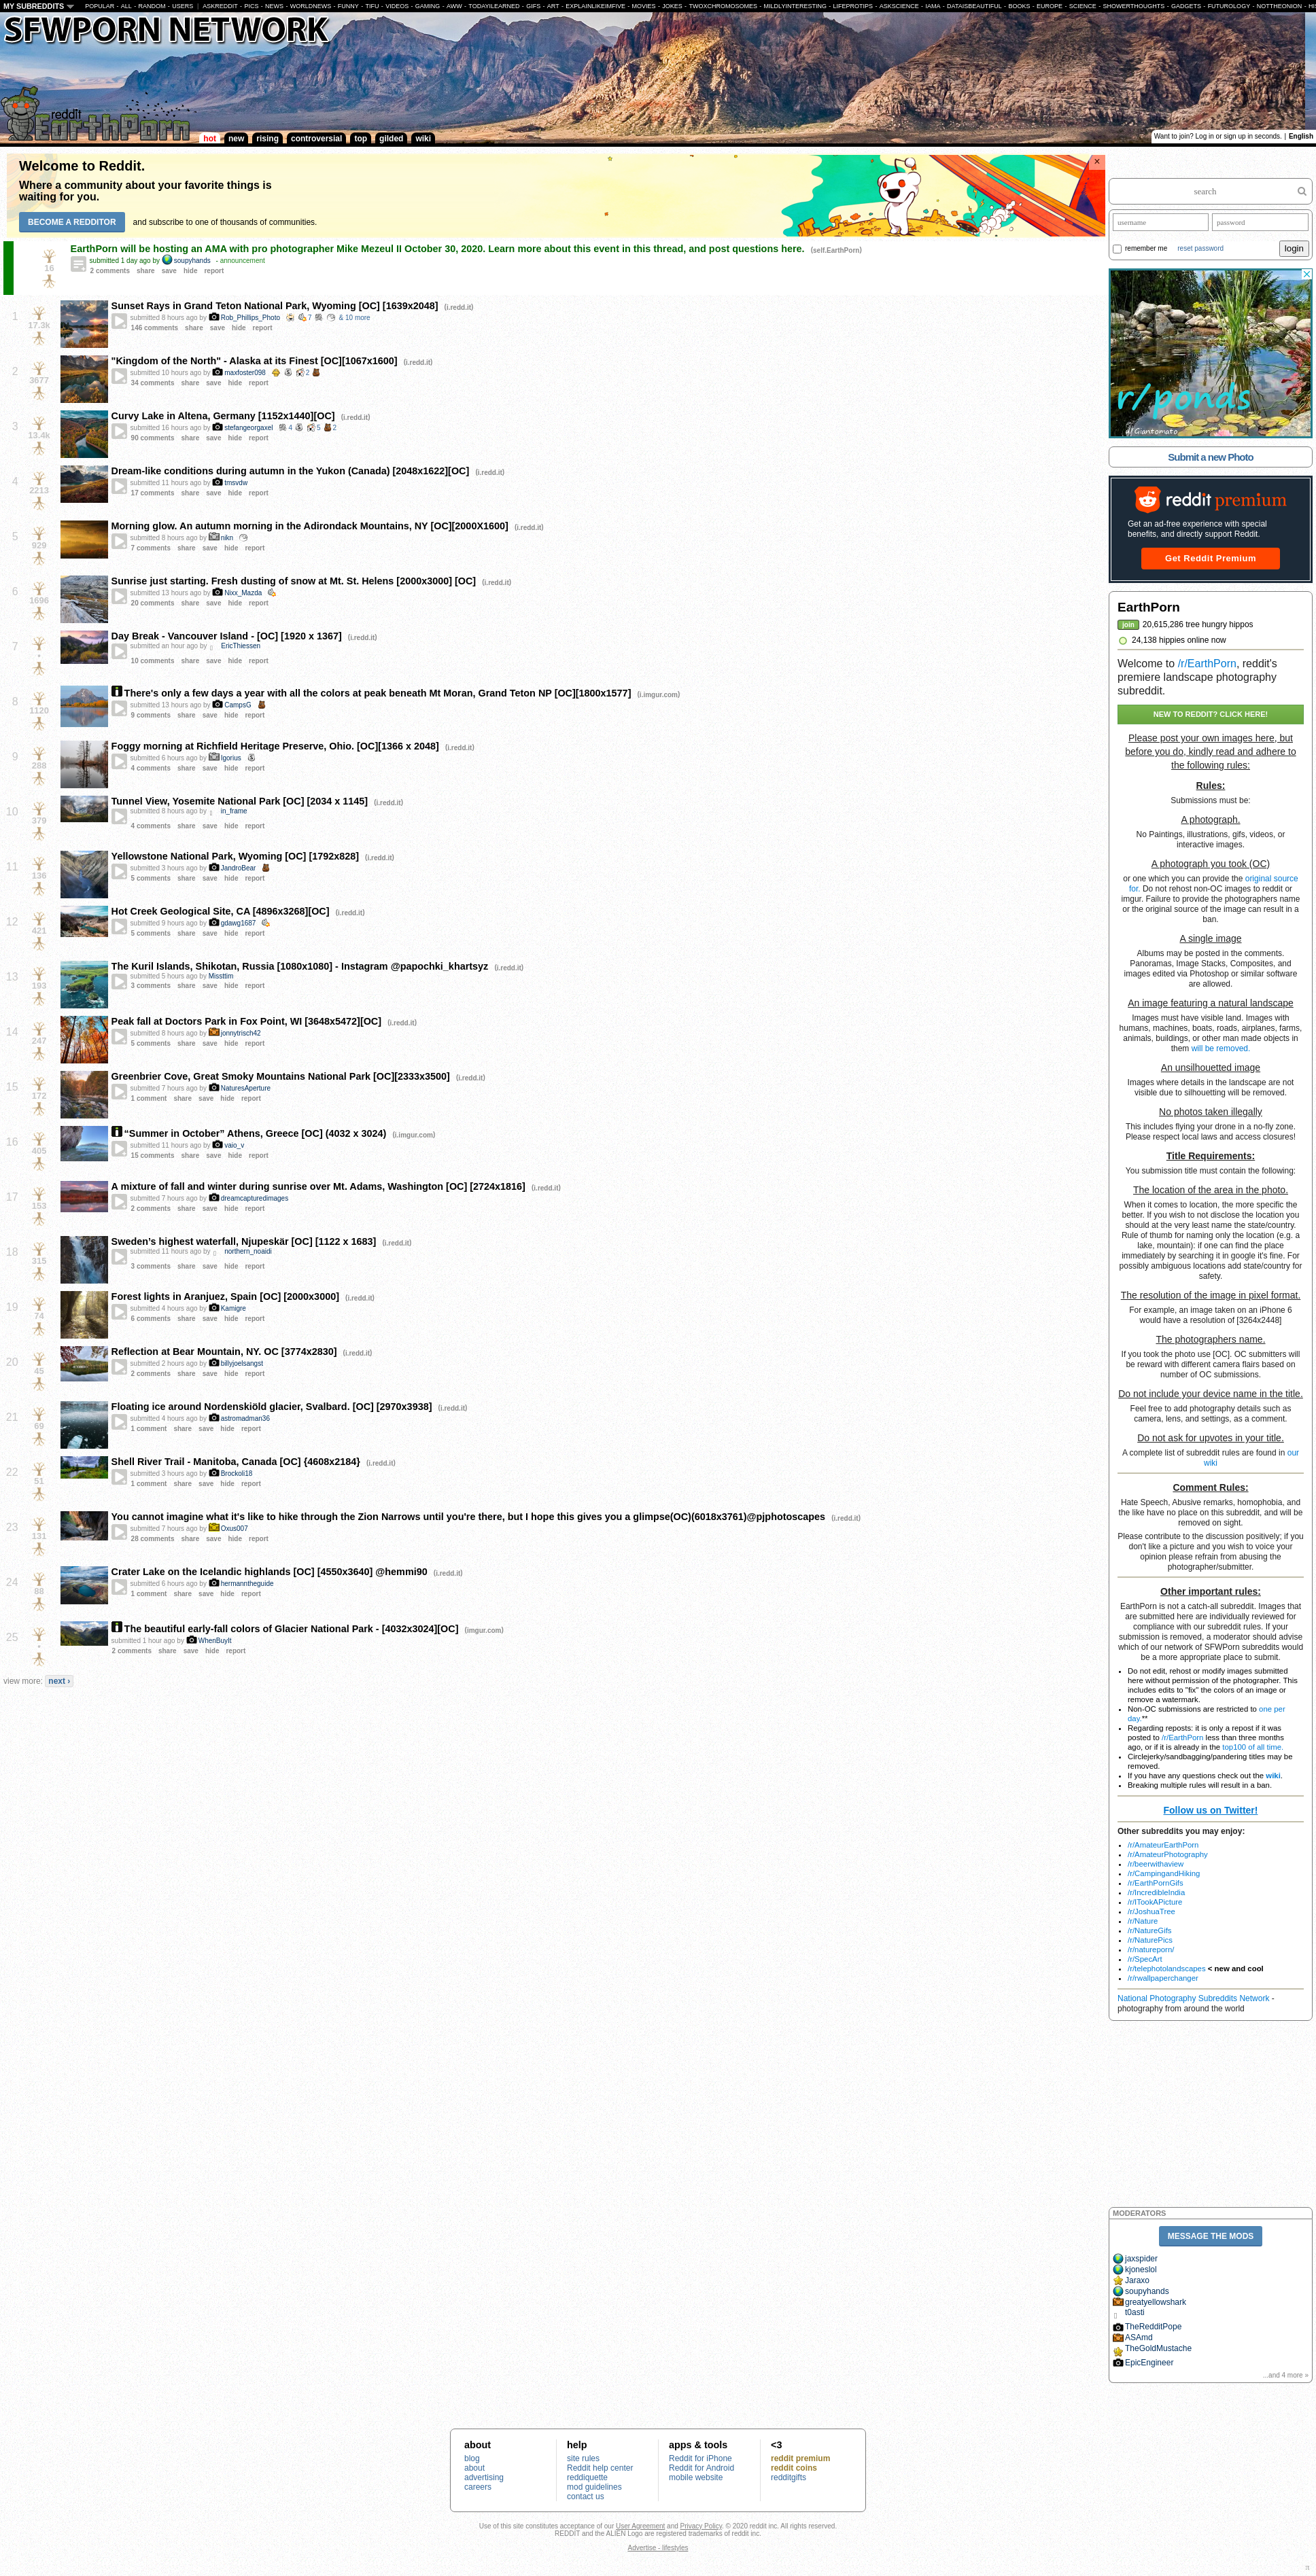 MY SUBREDDITS POPULAR - ALL - RANDOM - USERS | ASKREDDIT - PICS - NEWS - WORLDNEWS - FUNNY - TIFU - VIDEOS - GAMING - AWW - TODAYILEARNED - GIFS - ART - EXPLAINLIKEIMFIVE - MOVIES - JOKES - TWOXCHROMOSOMES - MILDLYINTERESTING - LIFEPROTIPS - ASKSCIENCE - IAMA - DATAISBEAUTIFUL - BOOKS - EUROPE - SCIENCE - SHOWERTHOUGHTS - GADGETS - FUTUROLOGY - NOTTHEONION - HI
SFWPORN NETWORK
reddit
EarthPorn
hot new rising controversial top gilded wiki
Want to join? Log in or sign up in seconds. | English
Welcome to Reddit.
Where a community about your favorite things is
waiting for you.
BECOME A REDDITOR and subscribe to one of thousands of communities.
16
EarthPorn will be hosting an AMA with pro photographer Mike Mezeul II October 30, 2020. Learn more about this event in this thread, and post questions here. (self.EarthPorn)
submitted 1 day ago by soupyhands - announcement
2 comments share save hide report
1
17.3k
Sunset Rays in Grand Teton National Park, Wyoming [OC] [1639x2048] (i.redd.it)
submitted 8 hours ago by Rob_Phillips_Photo 7 & 10 more
146 comments share save hide report
2
3677
"Kingdom of the North" - Alaska at its Finest [OC][1067x1600] (i.redd.it)
submitted 10 hours ago by maxfoster098 2
34 comments share save hide report
3
13.4k
Curvy Lake in Altena, Germany [1152x1440][OC] (i.redd.it)
submitted 16 hours ago by stefangeorgaxel 4 5 2
90 comments share save hide report
4
2213
Dream-like conditions during autumn in the Yukon (Canada) [2048x1622][OC] (i.redd.it)
submitted 11 hours ago by tmsvdw
17 comments share save hide report
5
929
Morning glow. An autumn morning in the Adirondack Mountains, NY [OC][2000X1600] (i.redd.it)
submitted 8 hours ago by nikn
7 comments share save hide report
6
1696
Sunrise just starting. Fresh dusting of snow at Mt. St. Helens [2000x3000] [OC] (i.redd.it)
submitted 13 hours ago by Nixx_Mazda
20 comments share save hide report
7
•
Day Break - Vancouver Island - [OC] [1920 x 1367] (i.redd.it)
submitted an hour ago by EricThiessen
10 comments share save hide report
8
1120
There's only a few days a year with all the colors at peak beneath Mt Moran, Grand Teton NP [OC][1800x1577] (i.imgur.com)
submitted 13 hours ago by CampsG
9 comments share save hide report
9
288
Foggy morning at Richfield Heritage Preserve, Ohio. [OC][1366 x 2048] (i.redd.it)
submitted 6 hours ago by Igorius
4 comments share save hide report
10
379
Tunnel View, Yosemite National Park [OC] [2034 x 1145] (i.redd.it)
submitted 8 hours ago by in_frame
4 comments share save hide report
11
136
Yellowstone National Park, Wyoming [OC] [1792x828] (i.redd.it)
submitted 3 hours ago by JandroBear
5 comments share save hide report
12
421
Hot Creek Geological Site, CA [4896x3268][OC] (i.redd.it)
submitted 9 hours ago by gdawg1687
5 comments share save hide report
13
193
The Kuril Islands, Shikotan, Russia [1080x1080] - Instagram @papochki_khartsyz (i.redd.it)
submitted 5 hours ago by Missttim
3 comments share save hide report
14
247
Peak fall at Doctors Park in Fox Point, WI [3648x5472][OC] (i.redd.it)
submitted 8 hours ago by jonnytrisch42
5 comments share save hide report
15
172
Greenbrier Cove, Great Smoky Mountains National Park [OC][2333x3500] (i.redd.it)
submitted 7 hours ago by NaturesAperture
1 comment share save hide report
16
405
“Summer in October” Athens, Greece [OC] (4032 x 3024) (i.imgur.com)
submitted 11 hours ago by vaio_v
15 comments share save hide report
17
153
A mixture of fall and winter during sunrise over Mt. Adams, Washington [OC] [2724x1816] (i.redd.it)
submitted 7 hours ago by dreamcapturedimages
2 comments share save hide report
18
315
Sweden’s highest waterfall, Njupeskär [OC] [1122 x 1683] (i.redd.it)
submitted 11 hours ago by northern_noaidi
3 comments share save hide report
19
74
Forest lights in Aranjuez, Spain [OC] [2000x3000] (i.redd.it)
submitted 4 hours ago by Kamigre
6 comments share save hide report
20
45
Reflection at Bear Mountain, NY. OC [3774x2830] (i.redd.it)
submitted 2 hours ago by billyjoelsangst
2 comments share save hide report
21
69
Floating ice around Nordenskiöld glacier, Svalbard. [OC] [2970x3938] (i.redd.it)
submitted 4 hours ago by astromadman36
1 comment share save hide report
22
51
Shell River Trail - Manitoba, Canada [OC] {4608x2184} (i.redd.it)
submitted 3 hours ago by Brockoli18
1 comment share save hide report
23
131
You cannot imagine what it's like to hike through the Zion Narrows until you're there, but I hope this gives you a glimpse(OC)(6018x3761)@pjphotoscapes (i.redd.it)
submitted 7 hours ago by Oxus007
28 comments share save hide report
24
88
Crater Lake on the Icelandic highlands [OC] [4550x3640] @hemmi90 (i.redd.it)
submitted 6 hours ago by hermanntheguide
1 comment share save hide report
25
•
The beautiful early-fall colors of Glacier National Park - [4032x3024][OC] (imgur.com)
submitted 1 hour ago by WhenBuyIt
2 comments share save hide report
view more: next ›
search
username password
remember me reset password login
r/ponds
u/Gigantomo
Submit a new Photo
reddit premium
Get an ad-free experience with special
benefits, and directly support Reddit.
Get Reddit Premium
EarthPorn
join 20,615,286 tree hungry hippos
24,138 hippies online now
Welcome to /r/EarthPorn, reddit's
premiere landscape photography
subreddit.
NEW TO REDDIT? CLICK HERE!
Please post your own images here, but
before you do, kindly read and adhere to
the following rules:
Rules:
Submissions must be:
A photograph.
No Paintings, illustrations, gifs, videos, or
interactive images.
A photograph you took (OC)
or one which you can provide the original source
for. Do not rehost non-OC images to reddit or
imgur. Failure to provide the photographers name
or the original source of the image can result in a
ban.
A single image
Albums may be posted in the comments.
Panoramas, Image Stacks, Composites, and
images edited via Photoshop or similar software
are allowed.
An image featuring a natural landscape
Images must have visible land. Images with
humans, machines, boats, roads, airplanes, farms,
animals, buildings, or other man made objects in
them will be removed.
An unsilhouetted image
Images where details in the landscape are not
visible due to silhouetting will be removed.
No photos taken illegally
This includes flying your drone in a no-fly zone.
Please respect local laws and access closures!
Title Requirements:
You submission title must contain the following:
The location of the area in the photo.
When it comes to location, the more specific the
better. If you wish to not disclose the location you
should at the very least name the state/country.
Rule of thumb for naming only the location (e.g. a
lake, mountain): if one can find the place
immediately by searching it in google it's fine. For
possibly ambiguous locations add state/country for
safety.
The resolution of the image in pixel format.
For example, an image taken on an iPhone 6
would have a resolution of [3264x2448]
The photographers name.
If you took the photo use [OC]. OC submitters will
be reward with different camera flairs based on
number of OC submissions.
Do not include your device name in the title.
Feel free to add photography details such as
camera, lens, and settings, as a comment.
Do not ask for upvotes in your title.
A complete list of subreddit rules are found in our
wiki
Comment Rules:
Hate Speech, Abusive remarks, homophobia, and
the like have no place on this subreddit, and will be
removed on sight.
Please contribute to the discussion positively; if you
don't like a picture and you wish to voice your
opinion please refrain from abusing the
photographer/submitter.
Other important rules:
EarthPorn is not a catch-all subreddit. Images that
are submitted here are individually reviewed for
compliance with our subreddit rules. If your
submission is removed, a moderator should advise
which of our network of SFWPorn subreddits would
be a more appropriate place to submit.
Do not edit, rehost or modify images submitted
here without permission of the photographer. This
includes edits to "fix" the colors of an image or
remove a watermark.
Non-OC submissions are restricted to one per
day.**
Regarding reposts: it is only a repost if it was
posted to /r/EarthPorn less than three months
ago, or if it is already in the top100 of all time.
Circlejerky/sandbagging/pandering titles may be
removed.
If you have any questions check out the wiki.
Breaking multiple rules will result in a ban.
Follow us on Twitter!
Other subreddits you may enjoy:
/r/AmateurEarthPorn
/r/AmateurPhotography
/r/beerwithaview
/r/CampingandHiking
/r/EarthPornGifs
/r/IncredibleIndia
/r/ITookAPicture
/r/JoshuaTree
/r/Nature
/r/NatureGifs
/r/NaturePics
/r/natureporn/
/r/SpecArt
/r/telephotolandscapes < new and cool
/r/rwallpaperchanger
National Photography Subreddits Network -
photography from around the world
MODERATORS
MESSAGE THE MODS
jaxspider
kjoneslol
Jaraxo
soupyhands
greatyellowshark
t0asti
TheRedditPope
ASAmd
TheGoldMustache
EpicEngineer
...and 4 more »
about help apps & tools <3
blog site rules Reddit for iPhone reddit premium
about Reddit help center Reddit for Android reddit coins
advertising reddiquette mobile website redditgifts
careers mod guidelines
contact us
Use of this site constitutes acceptance of our User Agreement and Privacy Policy. © 2020 reddit inc. All rights reserved.
REDDIT and the ALIEN Logo are registered trademarks of reddit inc.
Advertise - lifestyles
π